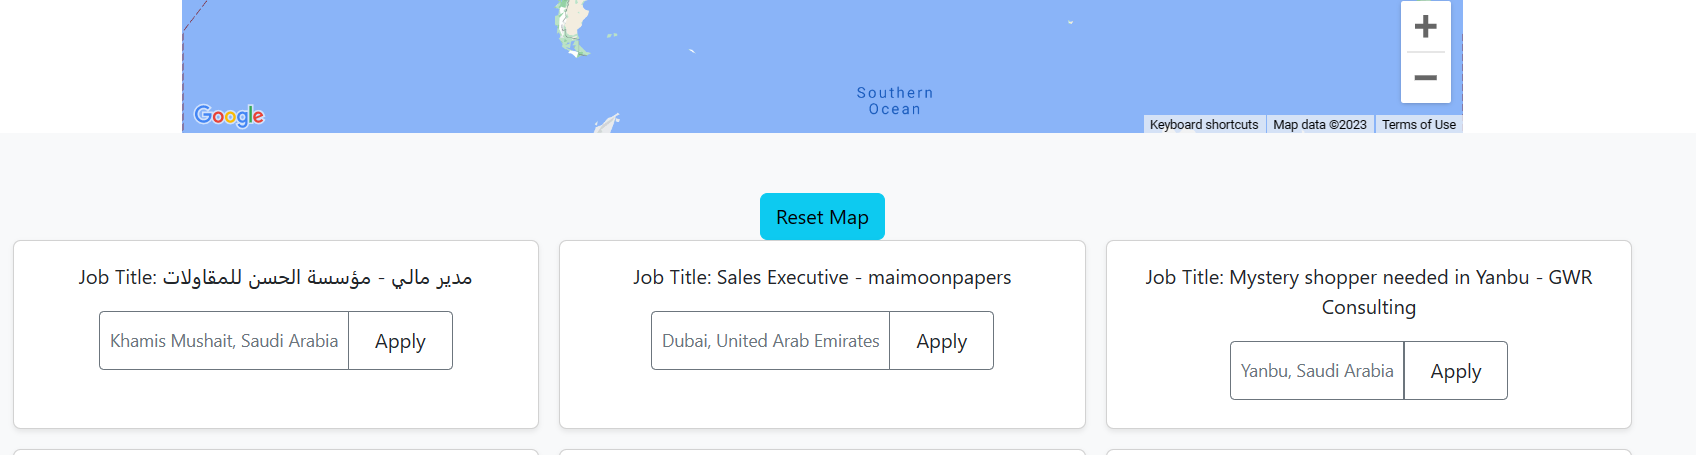 Southern
Ocean
Google
Keyboard shortcuts
Map data ©2023
Terms of Use
Reset Map
Job Title: مدير مالي - مؤسسة الحسن للمقاولات
Khamis Mushait, Saudi Arabia
Apply
Job Title: Sales Executive - maimoonpapers
Dubai, United Arab Emirates
Apply
Job Title: Mystery shopper needed in Yanbu - GWR
Consulting
Yanbu, Saudi Arabia
Apply